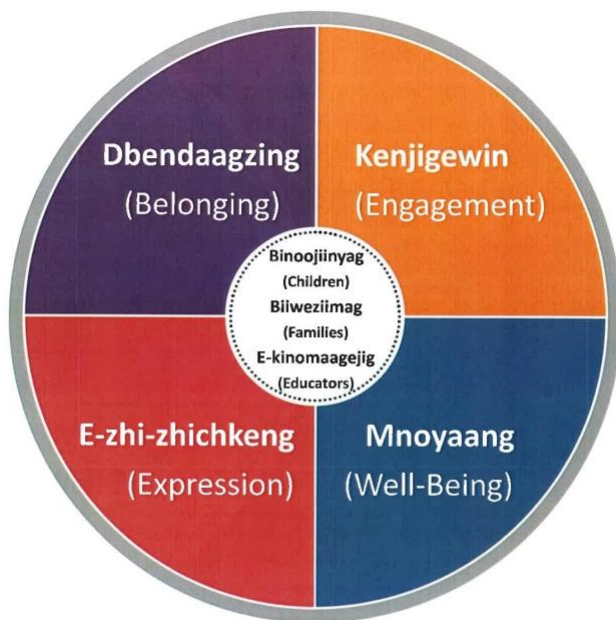 Dbendaagzing
(Belonging)
Kenjigewin
(Engagement)
Binoojiinyag
(Children)
Biiweziimag
(Families)
E-kinomaagejig
(Educators)
E-zhi-zhichkeng
(Expression)
Mnoyaang
(Well-Being)